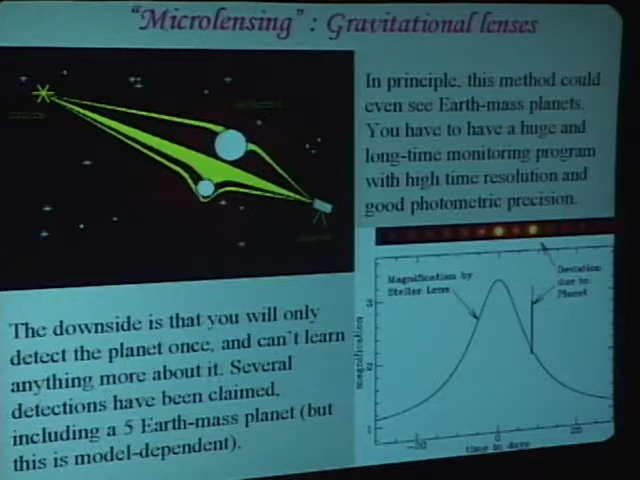 "Microlensing" : Gravitational lenses
In principle, this method could
even see Earth-mass planets.
You have to have a huge and
long-time monitoring program
with high time resolution and
good photometric precision.
The downside is that you will only
detect the planet once, and can't learn
anything more about it. Several
detections have been claimed,
including a 5 Earth-mass planet (but
this is model-dependent).
Magnification by
Stellar Lens
Deviation
due to
Planet
magnification
3
2
1
-20
0
20
time in days